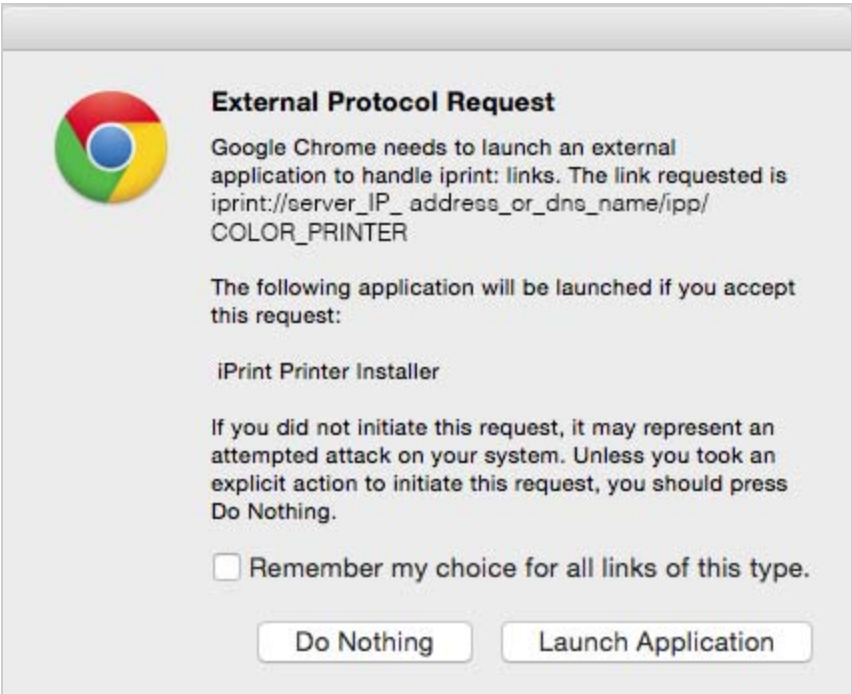 External Protocol Request
Google Chrome needs to launch an external
application to handle iprint: links. The link requested is
iprint://server_IP_ address_or_dns_name/ipp/
COLOR_PRINTER
The following application will be launched if you accept
this request:
iPrint Printer Installer
If you did not initiate this request, it may represent an
attempted attack on your system. Unless you took an
explicit action to initiate this request, you should press
Do Nothing.
Remember my choice for all links of this type.
Do Nothing Launch Application